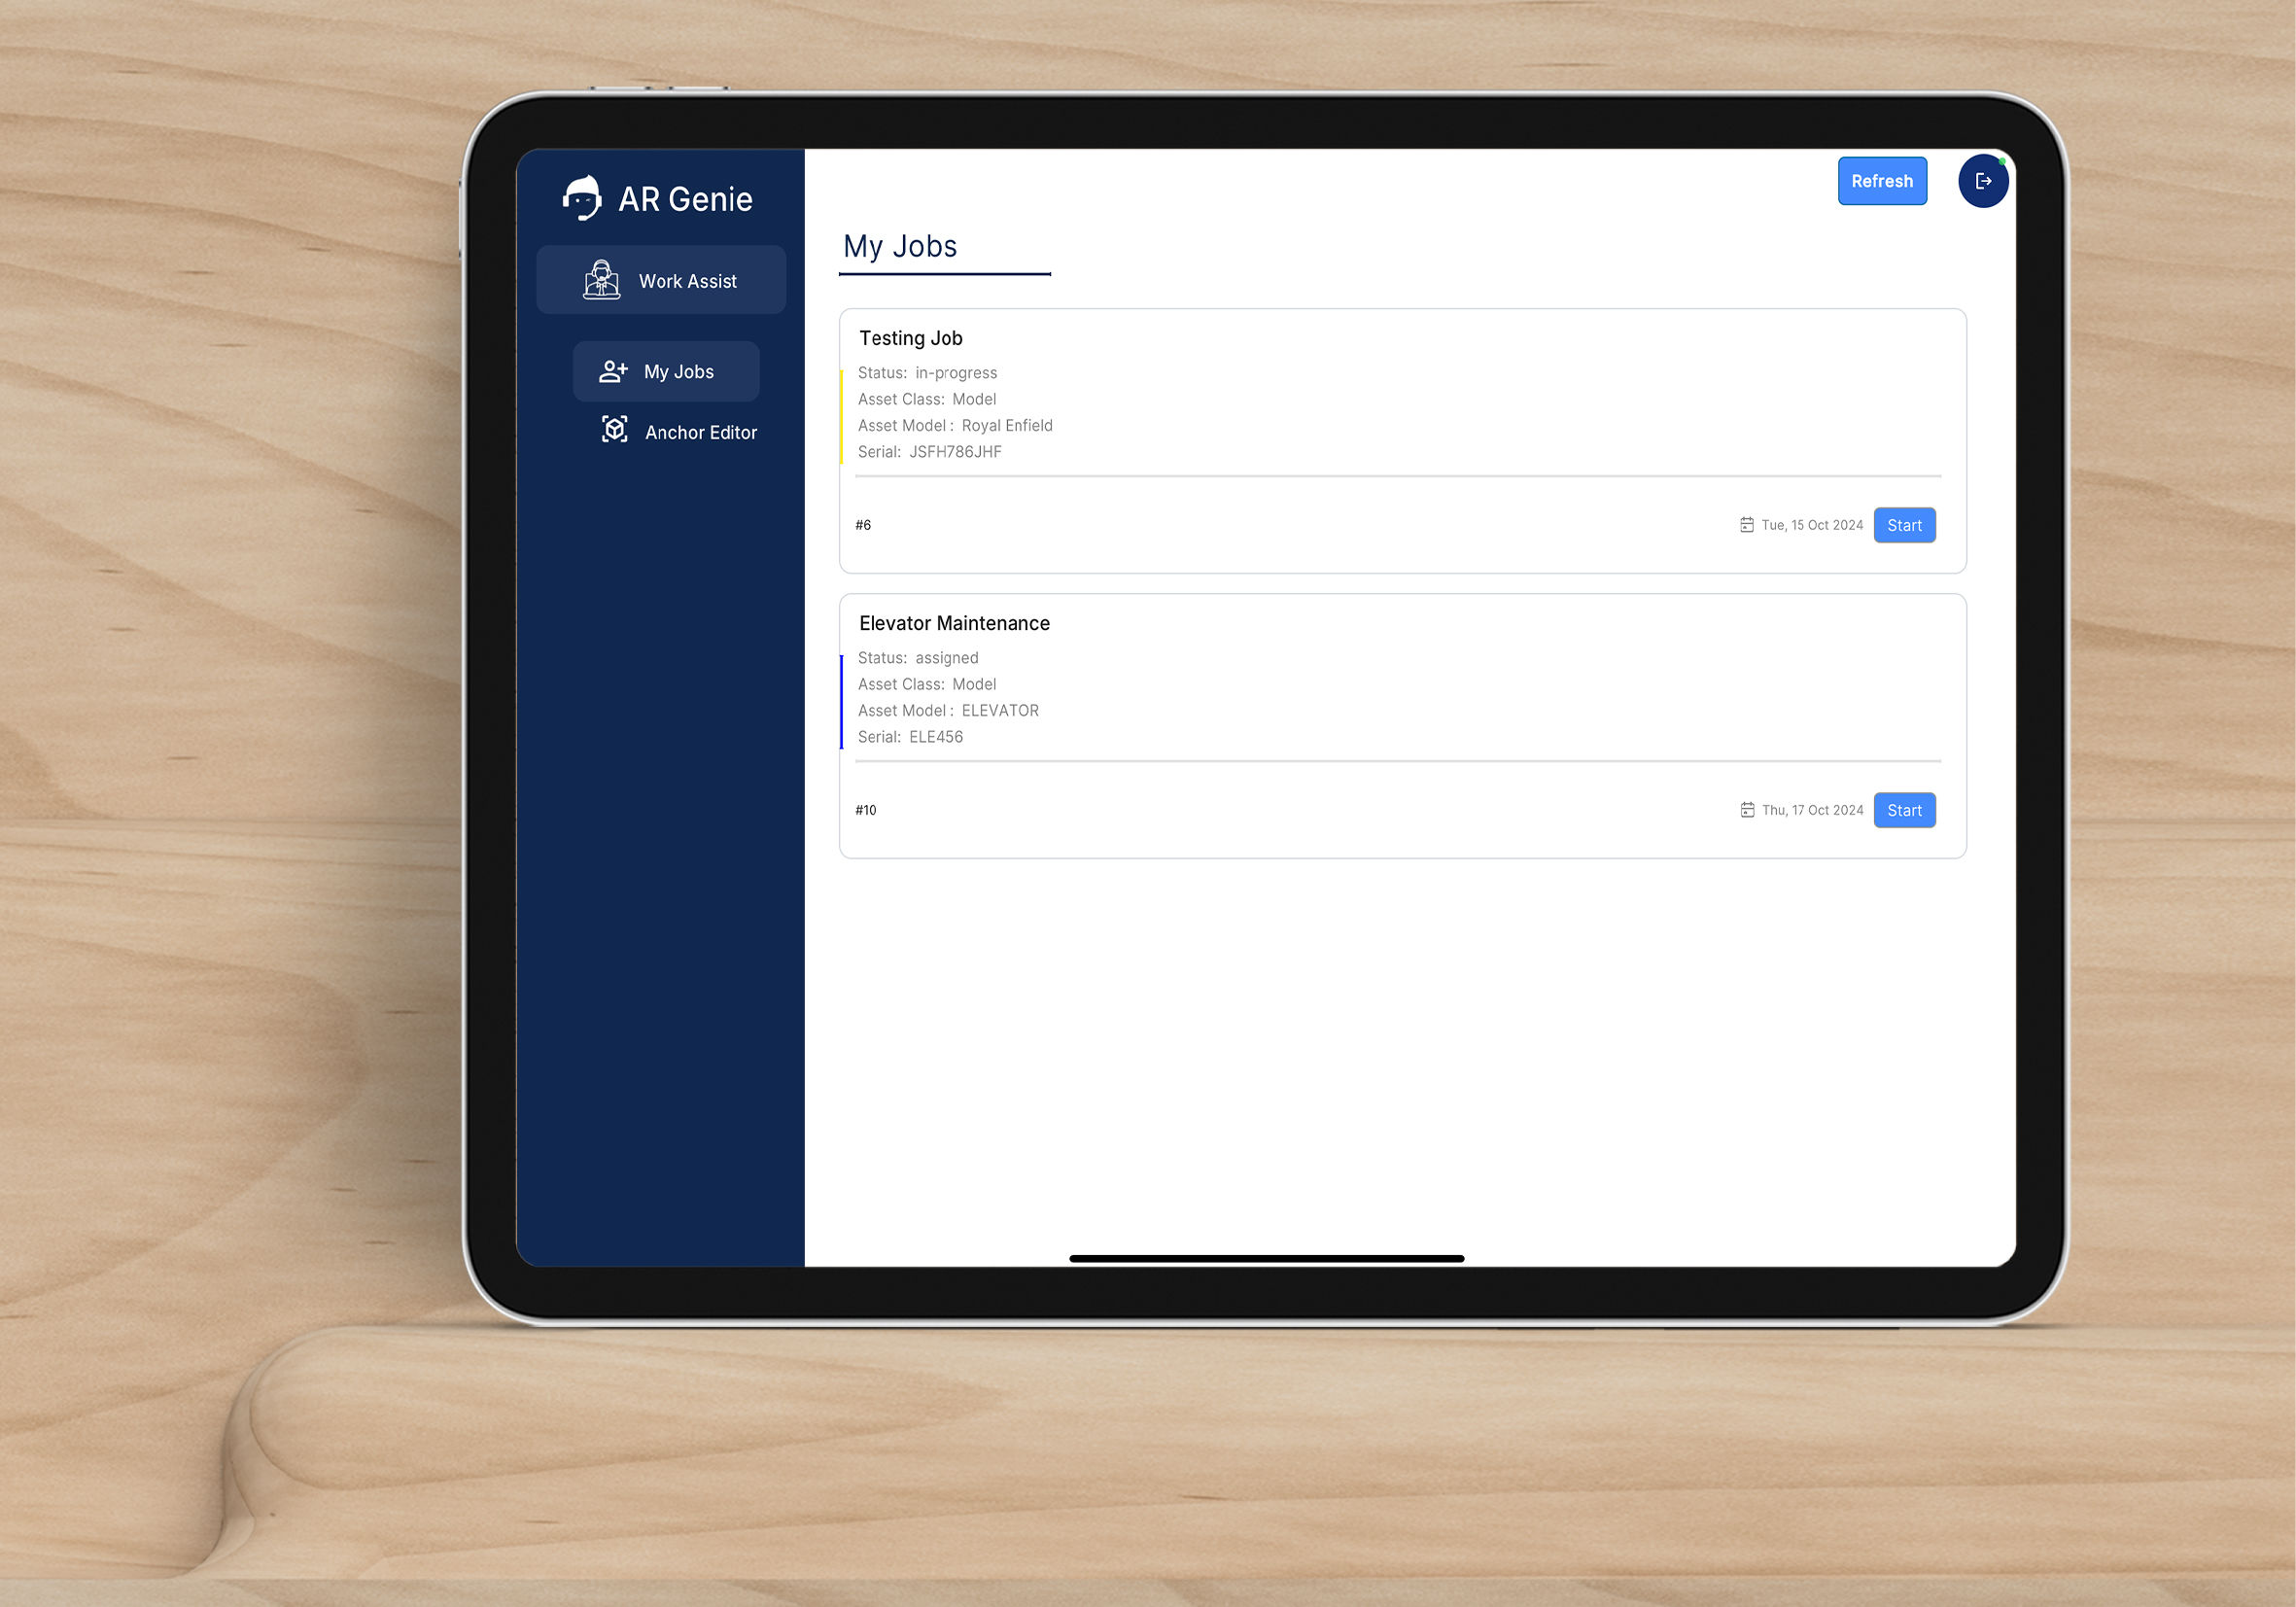 AR Genie
Work Assist
My Jobs
Anchor Editor
Refresh
My Jobs
Testing Job
Status: in-progress
Asset Class: Model
Asset Model : Royal Enfield
Serial: JSFH786JHF
#6
Tue, 15 Oct 2024
Start
Elevator Maintenance
Status: assigned
Asset Class: Model
Asset Model : ELEVATOR
Serial: ELE456
#10
Thu, 17 Oct 2024
Start